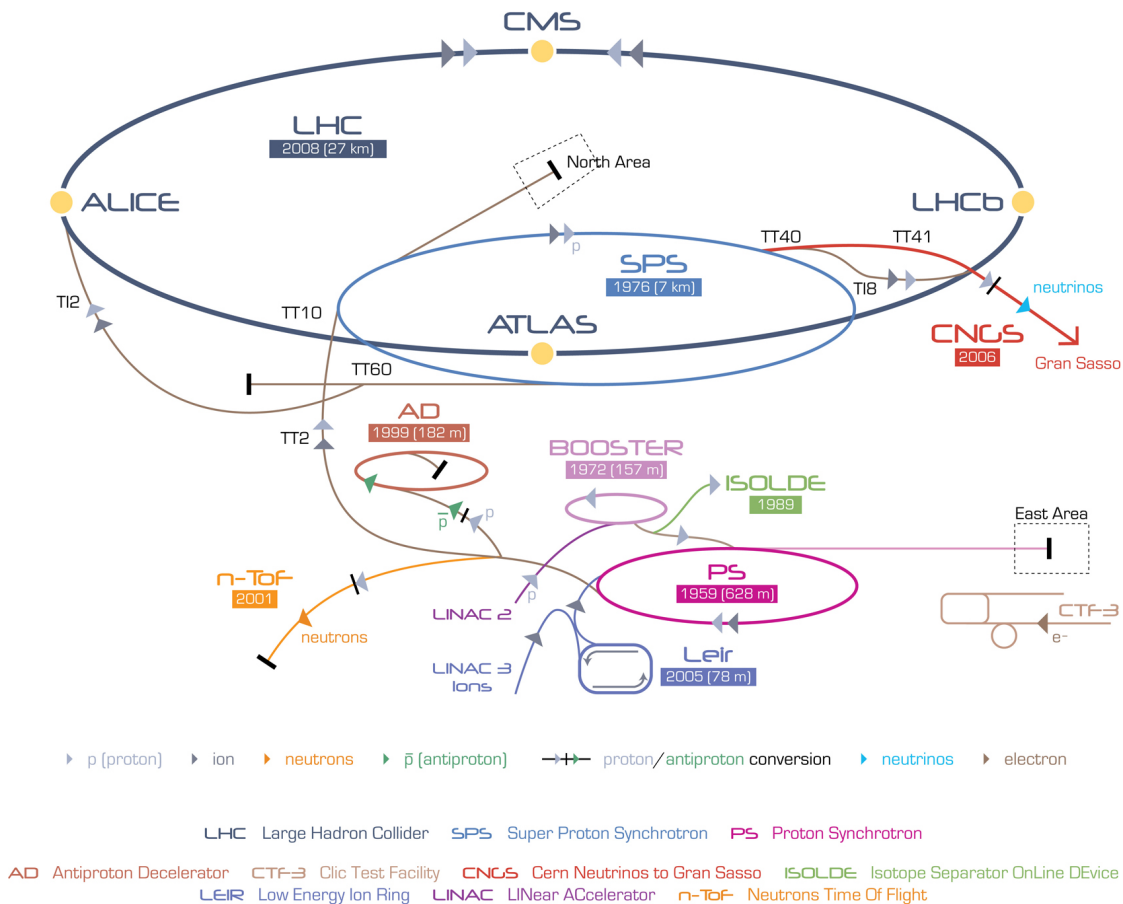 CMS
LHC
2008 (27 km)
North Area
ALICE
LHCb
TT40
TT41
p
SPS
1976 (7 km)
TI8
neutrinos
TI2
TT10
ATLAS
CNGS
2006
Gran Sasso
TT60
AD
1999 (182 m)
TT2
BOOSTER
1972 (157 m)
ISOLDE
1989
p̅
p
East Area
n-ToF
2001
PS
1959 (628 m)
p
LINAC 2
neutrons
CTF-3
e-
LINAC 3
Ions
Leir
2005 (78 m)
p (proton) ion neutrons p̅ (antiproton) proton/antiproton conversion neutrinos electron
LHC Large Hadron Collider SPS Super Proton Synchrotron PS Proton Synchrotron
AD Antiproton Decelerator CTF-3 Clic Test Facility CNGS Cern Neutrinos to Gran Sasso ISOLDE Isotope Separator OnLine DEvice
LEIR Low Energy Ion Ring LINAC LINear ACcelerator n-ToF Neutrons Time Of Flight